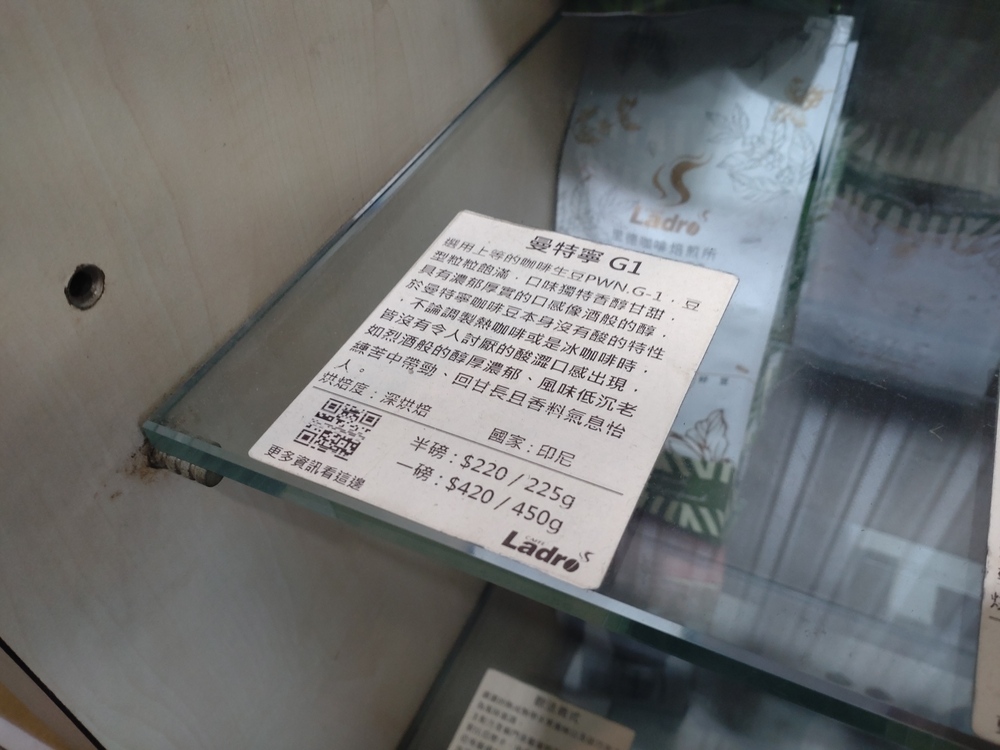 曼特寧 G1
選用上等的咖啡生豆PWN.G-1，豆
型粒粒飽滿，口味獨特香醇甘甜，
具有濃郁厚實的口感像酒般的醇，
於曼特寧咖啡豆本身沒有酸的特性
，不論調製熱咖啡或是冰咖啡時，
皆沒有令人討厭的酸澀口感出現，
如烈酒般的醇厚濃郁、風味低沉老
練苦中帶勁、回甘長且香料氣息怡
人。
烘焙度：深烘焙
國家：印尼
半磅：$220 / 225g
一磅：$420 / 450g
更多資訊看這邊
CAFE
Ladro
Ladro
咖啡焙煎所